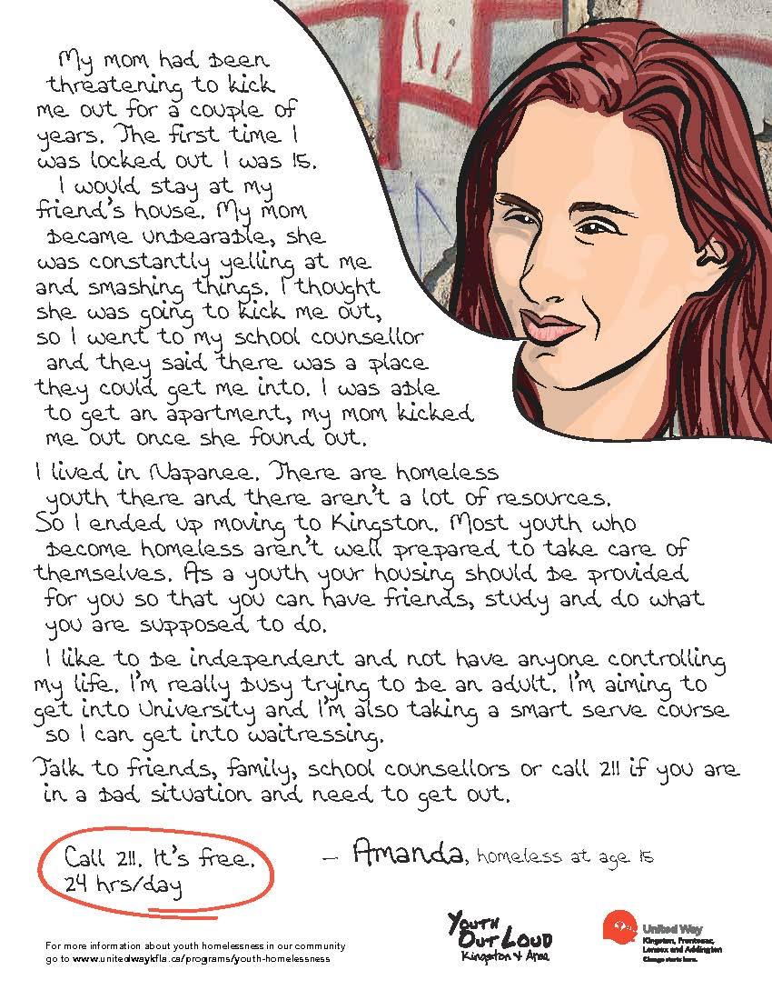 My mom had been
threatening to kick
me out for a couple of
years. The first time I
was locked out I was 15.
I would stay at my
friend's house. My mom
became unbearable, she
was constantly yelling at me
and smashing things. I thought
she was going to kick me out,
so I went to my school counsellor
and they said there was a place
they could get me into. I was able
to get an apartment, my mom kicked
me out once she found out.
I lived in Napanee. There are homeless
youth there and there aren't a lot of resources.
So I ended up moving to Kingston. Most youth who
become homeless aren't well prepared to take care of
themselves. As a youth your housing should be provided
for you so that you can have friends, study and do what
you are supposed to do.
I like to be independent and not have anyone controlling
my life. I'm really busy trying to be an adult. I'm aiming to
get into University and I'm also taking a smart serve course
so I can get into waitressing.
Talk to friends, family, school counsellors or call 211 if you are
in a bad situation and need to get out.
Call 211. It's free.
24 hrs/day
– Amanda, homeless at age 15
For more information about youth homelessness in our community
go to www.unitedwaykfla.ca/programs/youth-homelessness
Youth
Out Loud
Kingston & Area
United Way
Kingston, Frontenac,
Lennox and Addington
Change starts here.